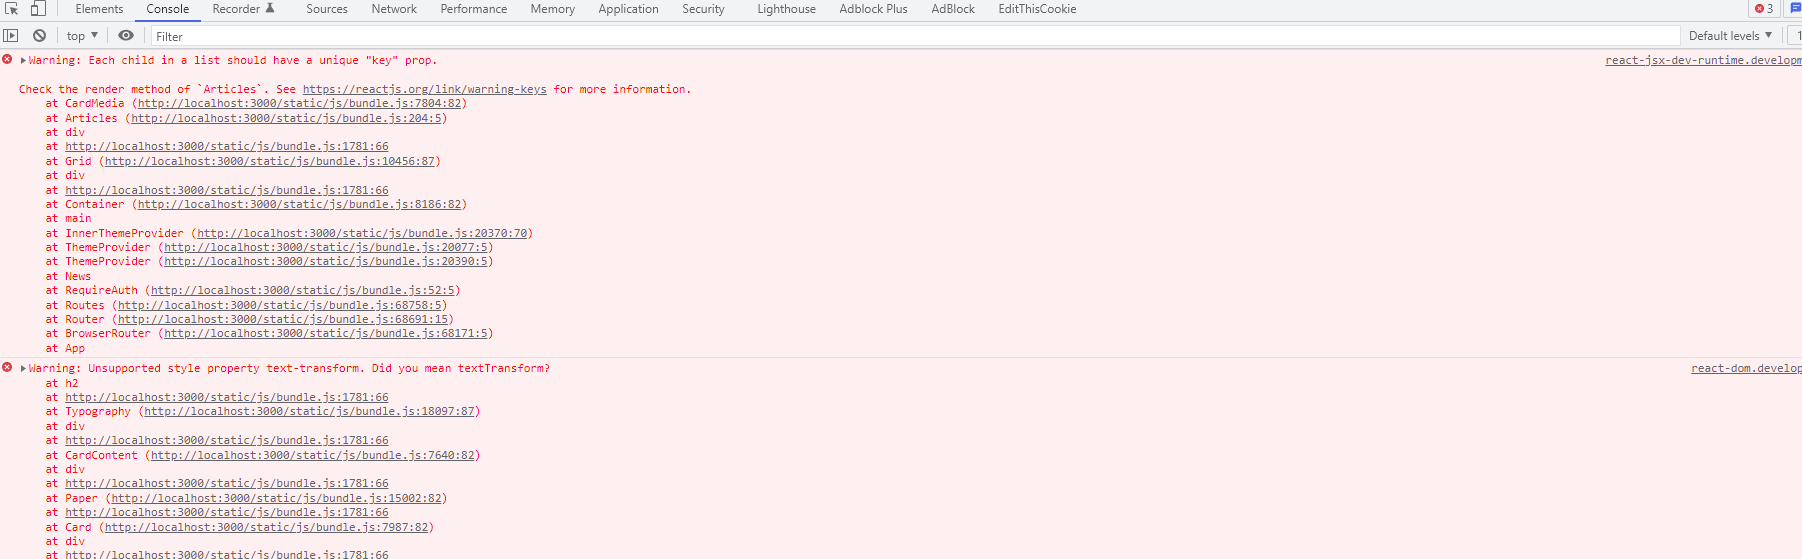 Elements Console Recorder Sources Network Performance Memory Application Security Lighthouse Adblock Plus AdBlock EditThisCookie 3
top Filter Default levels 1
Warning: Each child in a list should have a unique "key" prop. react-jsx-dev-runtime.developm
Check the render method of `Articles`. See https://reactjs.org/link/warning-keys for more information.
at CardMedia (http://localhost:3000/static/js/bundle.js:7804:82)
at Articles (http://localhost:3000/static/js/bundle.js:204:5)
at div
at http://localhost:3000/static/js/bundle.js:1781:66
at Grid (http://localhost:3000/static/js/bundle.js:10456:87)
at div
at http://localhost:3000/static/js/bundle.js:1781:66
at Container (http://localhost:3000/static/js/bundle.js:8186:82)
at main
at InnerThemeProvider (http://localhost:3000/static/js/bundle.js:20370:70)
at ThemeProvider (http://localhost:3000/static/js/bundle.js:20077:5)
at ThemeProvider (http://localhost:3000/static/js/bundle.js:20390:5)
at News
at RequireAuth (http://localhost:3000/static/js/bundle.js:52:5)
at Routes (http://localhost:3000/static/js/bundle.js:68758:5)
at Router (http://localhost:3000/static/js/bundle.js:68691:15)
at BrowserRouter (http://localhost:3000/static/js/bundle.js:68171:5)
at App
Warning: Unsupported style property text-transform. Did you mean textTransform? react-dom.develop
at h2
at http://localhost:3000/static/js/bundle.js:1781:66
at Typography (http://localhost:3000/static/js/bundle.js:18097:87)
at div
at http://localhost:3000/static/js/bundle.js:1781:66
at CardContent (http://localhost:3000/static/js/bundle.js:7640:82)
at div
at http://localhost:3000/static/js/bundle.js:1781:66
at Paper (http://localhost:3000/static/js/bundle.js:15002:82)
at http://localhost:3000/static/js/bundle.js:1781:66
at Card (http://localhost:3000/static/js/bundle.js:7987:82)
at div
at http://localhost:3000/static/js/bundle.js:1781:66